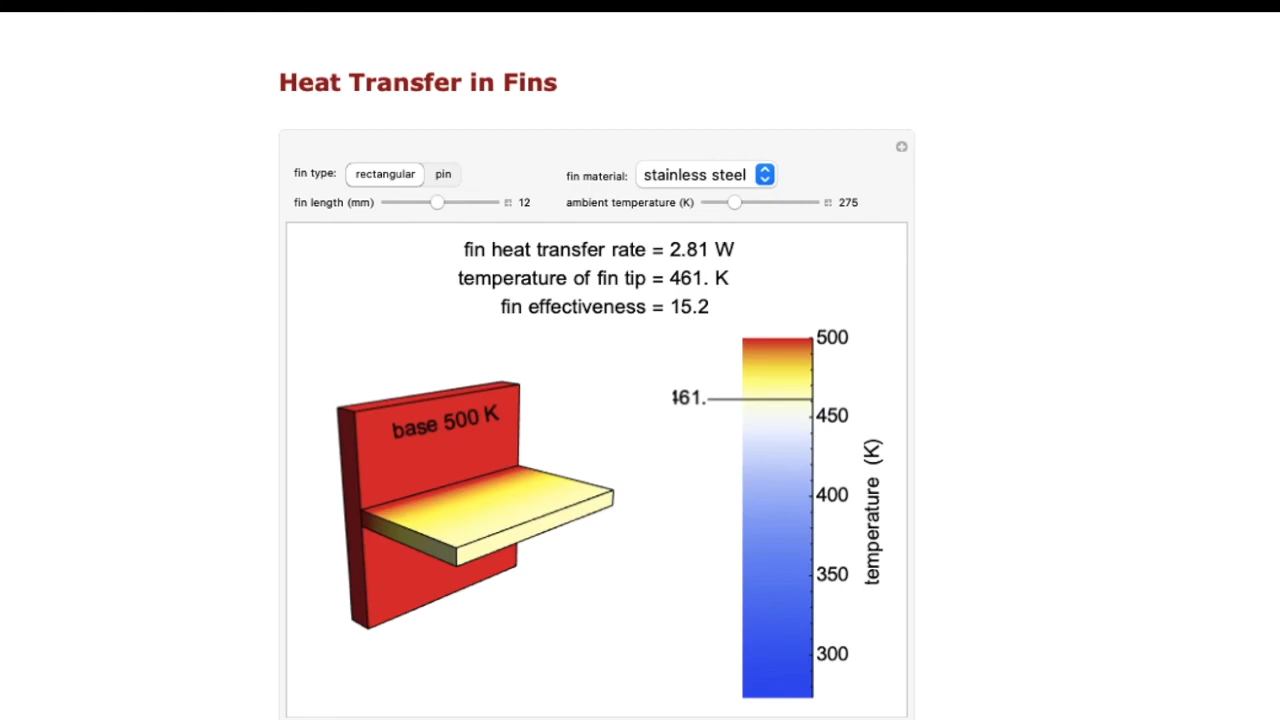 Heat Transfer in Fins
fin type: rectangular pin
fin material: stainless steel
fin length (mm) 12
ambient temperature (K) 275
fin heat transfer rate = 2.81 W
temperature of fin tip = 461. K
fin effectiveness = 15.2
base 500 K
61.
500
450
400
350
300
temperature (K)